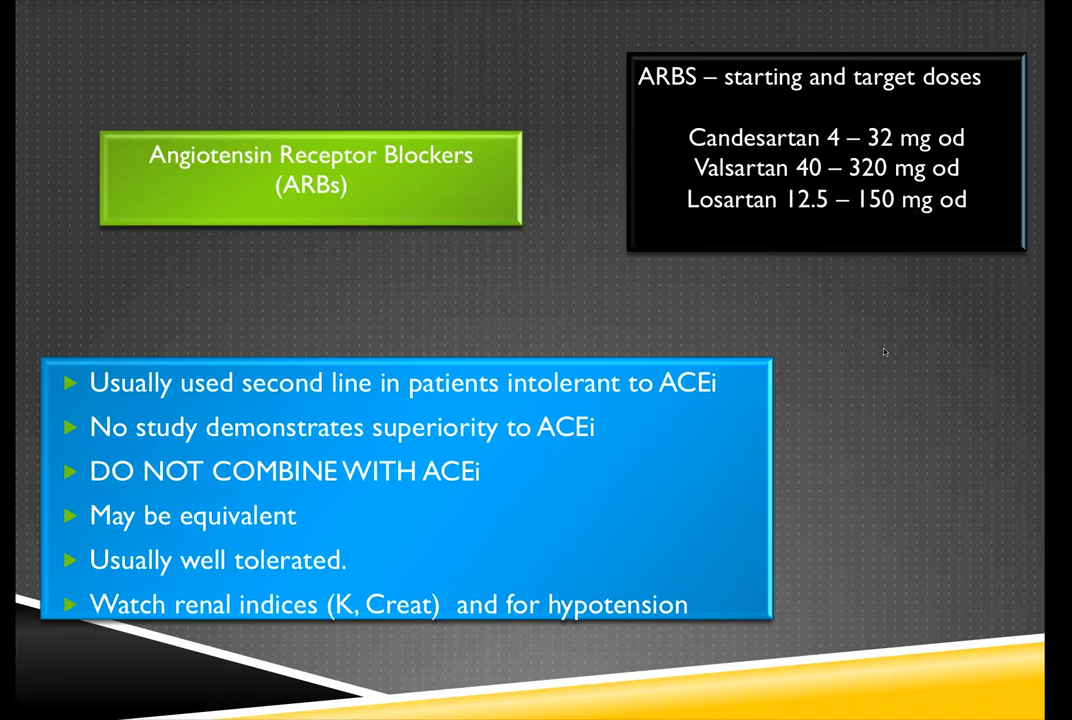 Angiotensin Receptor Blockers
(ARBs)
ARBS – starting and target doses
Candesartan 4 – 32 mg od
Valsartan 40 – 320 mg od
Losartan 12.5 – 150 mg od
Usually used second line in patients intolerant to ACEi
No study demonstrates superiority to ACEi
DO NOT COMBINE WITH ACEi
May be equivalent
Usually well tolerated.
Watch renal indices (K, Creat)  and for hypotension